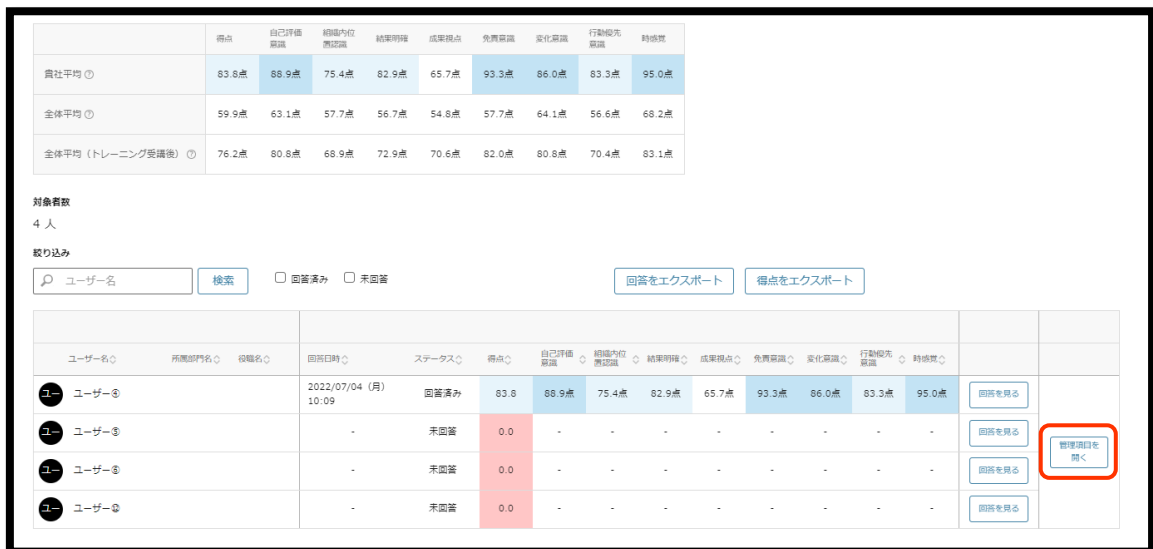 得点 自己評価意識 組織内位置認識 結果明確 成果視点 免責意識 変化意識 行動優先意識 時感覚
貴社平均 ? 83.8点 88.9点 75.4点 82.9点 65.7点 93.3点 86.0点 83.3点 95.0点
全体平均 ? 59.9点 63.1点 57.7点 56.7点 54.8点 57.7点 64.1点 56.6点 68.2点
全体平均（トレーニング受講後） ? 76.2点 80.8点 68.9点 72.9点 70.6点 82.0点 80.8点 70.4点 83.1点
対象者数
4 人
絞り込み
ユーザー名 検索 回答済み 未回答 回答をエクスポート 得点をエクスポート
ユーザー名 所属部門名 役職名 回答日時 ステータス 得点 自己評価意識 組織内位置認識 結果明確 成果視点 免責意識 変化意識 行動優先意識 時感覚
ユー ユーザー④ 2022/07/04（月）10:09 回答済み 83.8 88.9点 75.4点 82.9点 65.7点 93.3点 86.0点 83.3点 95.0点 回答を見る
ユー ユーザー - 未回答 0.0 - - - - - - - - 回答を見る
管理項目を開く
ユー ユーザー - 未回答 0.0 - - - - - - - - 回答を見る
ユー ユーザー - 未回答 0.0 - - - - - - - - 回答を見る